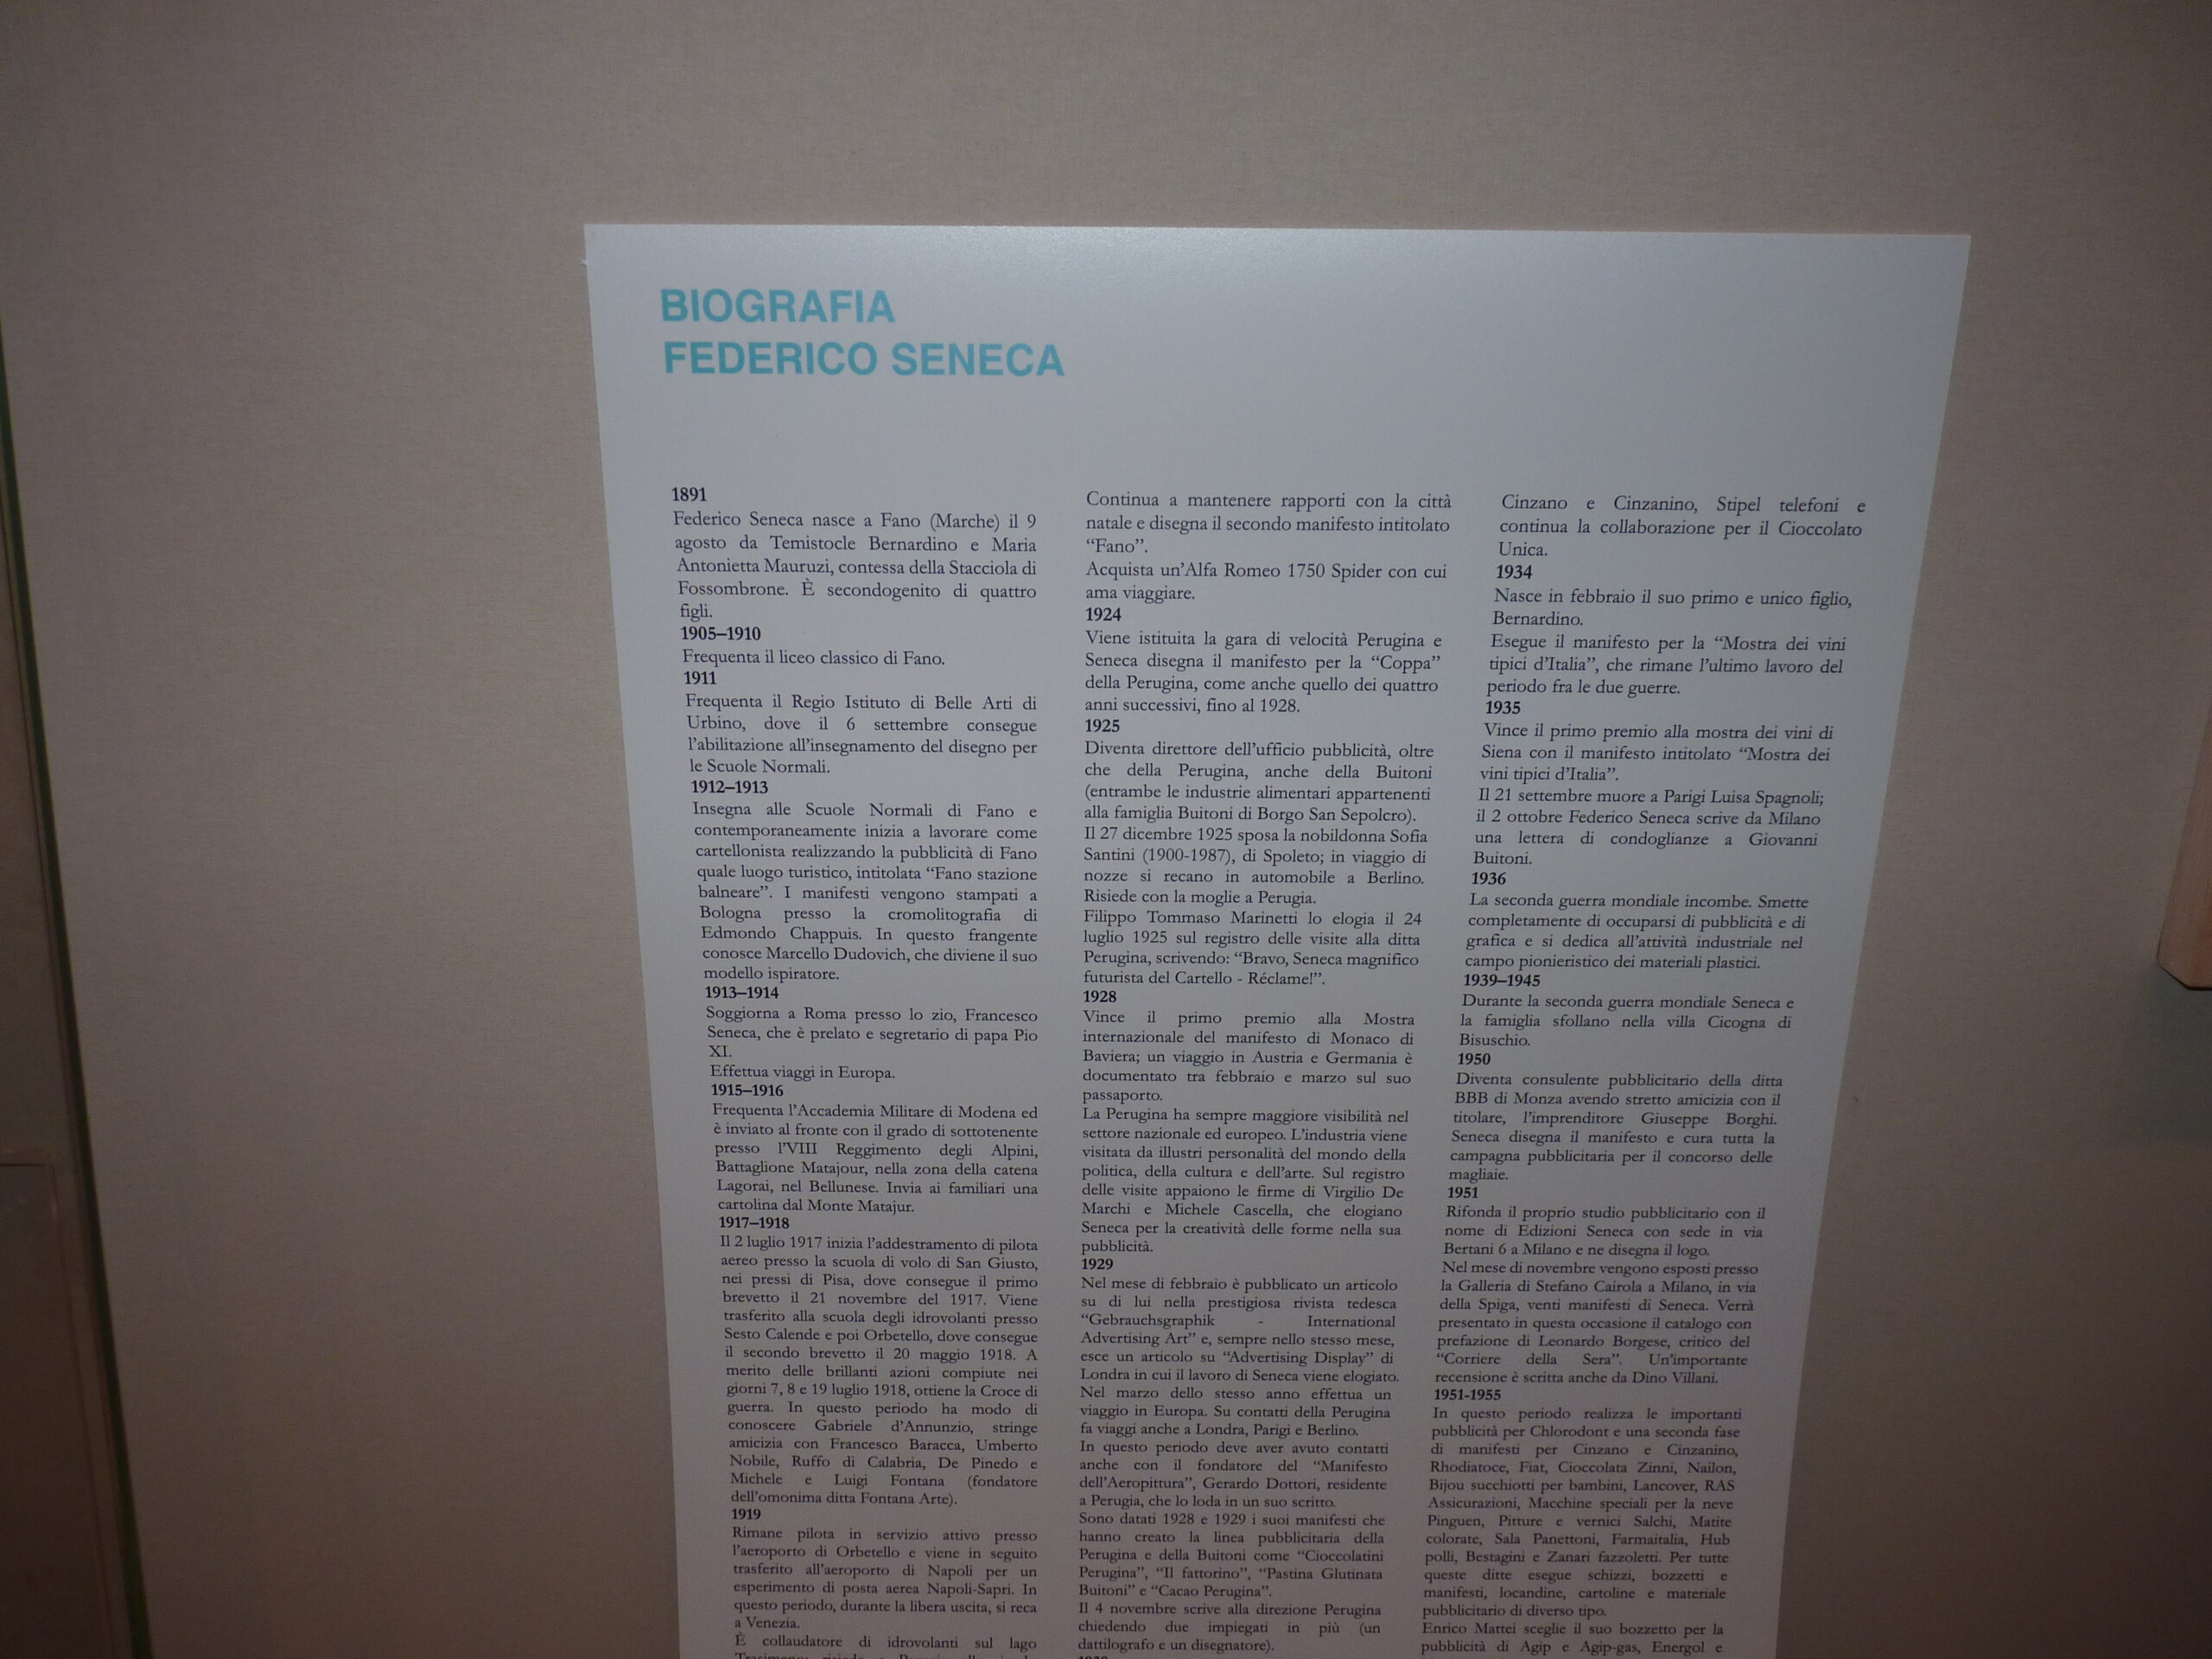 BIOGRAFIA
FEDERICO SENECA
1891
Federico Seneca nasce a Fano (Marche) il 9
agosto da Temistocle Bernardino e Maria
Antonietta Mauruzi, contessa della Stacciola di
Fossombrone. È secondogenito di quattro
figli.
1905–1910
Frequenta il liceo classico di Fano.
1911
Frequenta il Regio Istituto di Belle Arti di
Urbino, dove il 6 settembre consegue
l'abilitazione all'insegnamento del disegno per
le Scuole Normali.
1912–1913
Insegna alle Scuole Normali di Fano e
contemporaneamente inizia a lavorare come
cartellonista realizzando la pubblicità di Fano
quale luogo turistico, intitolata “Fano stazione
balneare”. I manifesti vengono stampati a
Bologna presso la cromolitografia di
Edmondo Chappuis. In questo frangente
conosce Marcello Dudovich, che diviene il suo
modello ispiratore.
1913–1914
Soggiorna a Roma presso lo zio, Francesco
Seneca, che è prelato e segretario di papa Pio
XI.
Effettua viaggi in Europa.
1915–1916
Frequenta l'Accademia Militare di Modena ed
è inviato al fronte con il grado di sottotenente
presso l'VIII Reggimento degli Alpini,
Battaglione Matajour, nella zona della catena
Lagorai, nel Bellunese. Invia ai familiari una
cartolina dal Monte Matajur.
1917–1918
Il 2 luglio 1917 inizia l'addestramento di pilota
aereo presso la scuola di volo di San Giusto,
nei pressi di Pisa, dove consegue il primo
brevetto il 21 novembre del 1917. Viene
trasferito alla scuola degli idrovolanti presso
Sesto Calende e poi Orbetello, dove consegue
il secondo brevetto il 20 maggio 1918. A
merito delle brillanti azioni compiute nei
giorni 7, 8 e 19 luglio 1918, ottiene la Croce di
guerra. In questo periodo ha modo di
conoscere Gabriele d'Annunzio, stringe
amicizia con Francesco Baracca, Umberto
Nobile, Ruffo di Calabria, De Pinedo e
Michele e Luigi Fontana (fondatore
dell'omonima ditta Fontana Arte).
1919
Rimane pilota in servizio attivo presso
l'aeroporto di Orbetello e viene in seguito
trasferito all'aeroporto di Napoli per un
esperimento di posta aerea Napoli-Sapri. In
questo periodo, durante la libera uscita, si reca
a Venezia.
È collaudatore di idrovolanti sul lago
Continua a mantenere rapporti con la città
natale e disegna il secondo manifesto intitolato
“Fano”.
Acquista un'Alfa Romeo 1750 Spider con cui
ama viaggiare.
1924
Viene istituita la gara di velocità Perugina e
Seneca disegna il manifesto per la “Coppa”
della Perugina, come anche quello dei quattro
anni successivi, fino al 1928.
1925
Diventa direttore dell'ufficio pubblicità, oltre
che della Perugina, anche della Buitoni
(entrambe le industrie alimentari appartenenti
alla famiglia Buitoni di Borgo San Sepolcro).
Il 27 dicembre 1925 sposa la nobildonna Sofia
Santini (1900-1987), di Spoleto; in viaggio di
nozze si recano in automobile a Berlino.
Risiede con la moglie a Perugia.
Filippo Tommaso Marinetti lo elogia il 24
luglio 1925 sul registro delle visite alla ditta
Perugina, scrivendo: “Bravo, Seneca magnifico
futurista del Cartello - Réclame!”.
1928
Vince il primo premio alla Mostra
internazionale del manifesto di Monaco di
Baviera; un viaggio in Austria e Germania è
documentato tra febbraio e marzo sul suo
passaporto.
La Perugina ha sempre maggiore visibilità nel
settore nazionale ed europeo. L'industria viene
visitata da illustri personalità del mondo della
politica, della cultura e dell'arte. Sul registro
delle visite appaiono le firme di Virgilio De
Marchi e Michele Cascella, che elogiano
Seneca per la creatività delle forme nella sua
pubblicità.
1929
Nel mese di febbraio è pubblicato un articolo
su di lui nella prestigiosa rivista tedesca
“Gebrauchsgraphik - International
Advertising Art” e, sempre nello stesso mese,
esce un articolo su “Advertising Display” di
Londra in cui il lavoro di Seneca viene elogiato.
Nel marzo dello stesso anno effettua un
viaggio in Europa. Su contatti della Perugina
fa viaggi anche a Londra, Parigi e Berlino.
In questo periodo deve aver avuto contatti
anche con il fondatore del “Manifesto
dell'Aeropittura”, Gerardo Dottori, residente
a Perugia, che lo loda in un suo scritto.
Sono datati 1928 e 1929 i suoi manifesti che
hanno creato la linea pubblicitaria della
Perugina e della Buitoni come “Cioccolatini
Perugina”, “Il fattorino”, “Pastina Glutinata
Buitoni” e “Cacao Perugina”.
Il 4 novembre scrive alla direzione Perugina
chiedendo due impiegati in più (un
dattilografo e un disegnatore).
Cinzano e Cinzanino, Stipel telefoni e
continua la collaborazione per il Cioccolato
Unica.
1934
Nasce in febbraio il suo primo e unico figlio,
Bernardino.
Esegue il manifesto per la “Mostra dei vini
tipici d'Italia”, che rimane l'ultimo lavoro del
periodo fra le due guerre.
1935
Vince il primo premio alla mostra dei vini di
Siena con il manifesto intitolato “Mostra dei
vini tipici d'Italia”.
Il 21 settembre muore a Parigi Luisa Spagnoli;
il 2 ottobre Federico Seneca scrive da Milano
una lettera di condoglianze a Giovanni
Buitoni.
1936
La seconda guerra mondiale incombe. Smette
completamente di occuparsi di pubblicità e di
grafica e si dedica all'attività industriale nel
campo pionieristico dei materiali plastici.
1939–1945
Durante la seconda guerra mondiale Seneca e
la famiglia sfollano nella villa Cicogna di
Bisuschio.
1950
Diventa consulente pubblicitario della ditta
BBB di Monza avendo stretto amicizia con il
titolare, l'imprenditore Giuseppe Borghi.
Seneca disegna il manifesto e cura tutta la
campagna pubblicitaria per il concorso delle
magliaie.
1951
Rifonda il proprio studio pubblicitario con il
nome di Edizioni Seneca con sede in via
Bertani 6 a Milano e ne disegna il logo.
Nel mese di novembre vengono esposti presso
la Galleria di Stefano Cairola a Milano, in via
della Spiga, venti manifesti di Seneca. Verrà
presentato in questa occasione il catalogo con
prefazione di Leonardo Borgese, critico del
“Corriere della Sera”. Un'importante
recensione è scritta anche da Dino Villani.
1951-1955
In questo periodo realizza le importanti
pubblicità per Chlorodont e una seconda fase
di manifesti per Cinzano e Cinzanino,
Rhodiatoce, Fiat, Cioccolata Zinni, Nailon,
Bijou succhiotti per bambini, Lancover, RAS
Assicurazioni, Macchine speciali per la neve
Pinguen, Pitture e vernici Salchi, Matite
colorate, Sala Panettoni, Farmaitalia, Hub
polli, Bestagini e Zanari fazzoletti. Per tutte
queste ditte esegue schizzi, bozzetti e
manifesti, locandine, cartoline e materiale
pubblicitario di diverso tipo.
Enrico Mattei sceglie il suo bozzetto per la
pubblicità di Agip e Agip-gas, Energol e